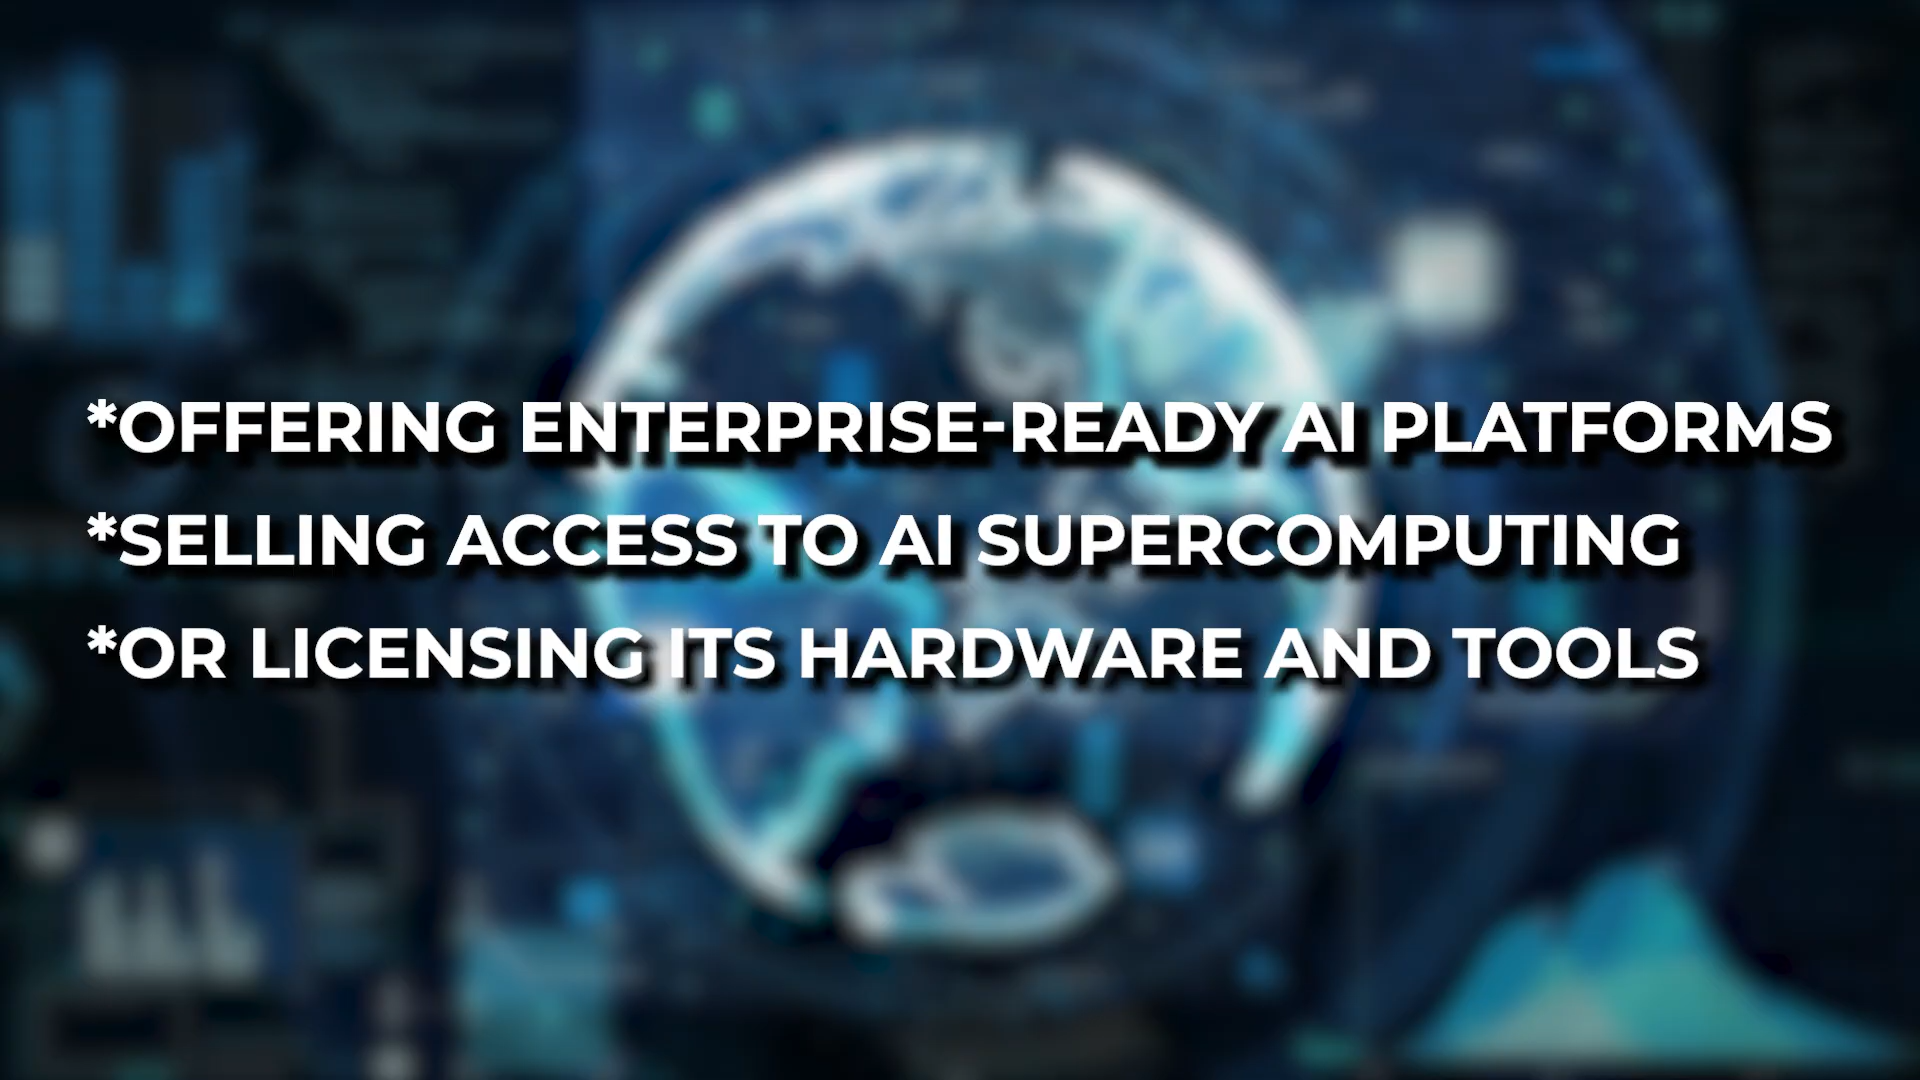 *OFFERING ENTERPRISE-READY AI PLATFORMS
*SELLING ACCESS TO AI SUPERCOMPUTING
*OR LICENSING ITS HARDWARE AND TOOLS